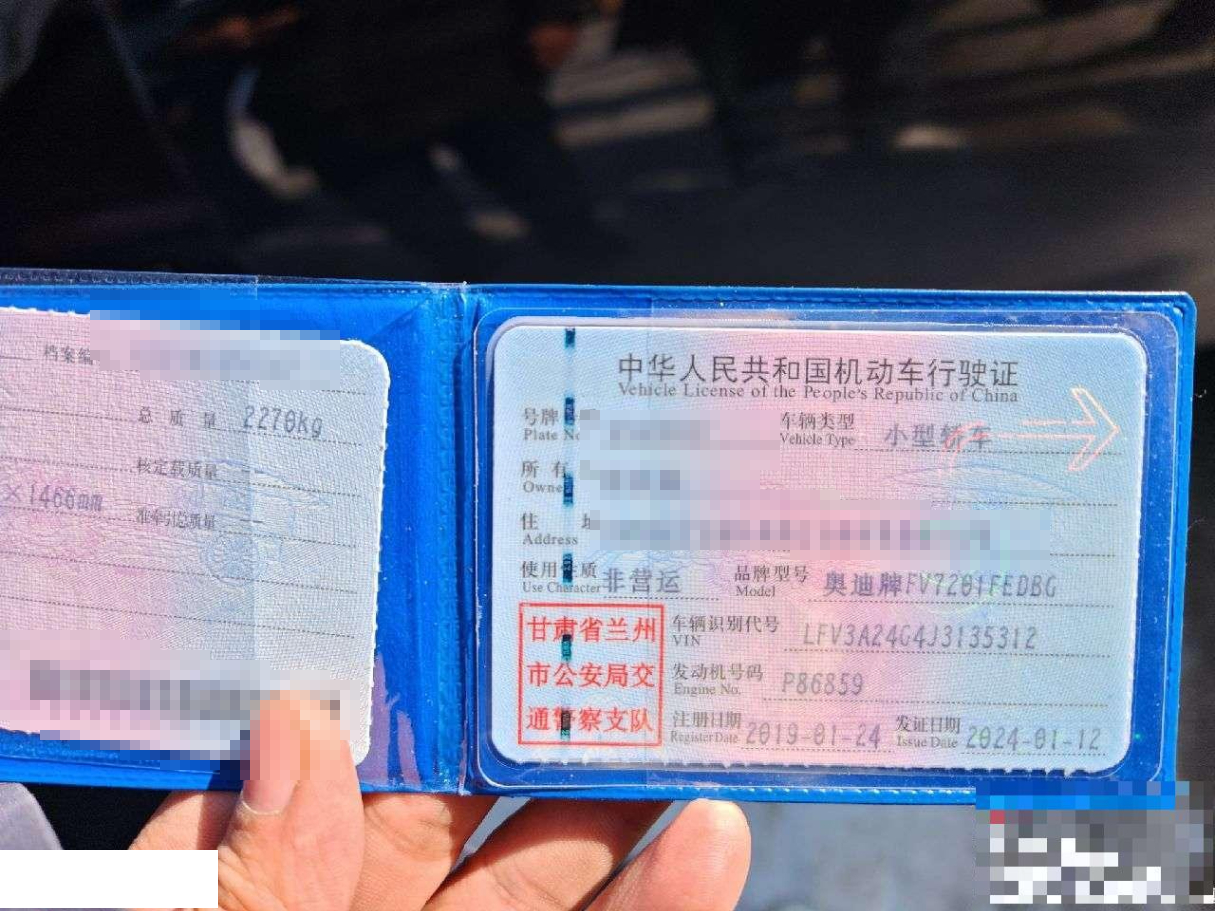 档案编
总质量 2270kg
核定载质量 --
×1466mm 准牵引总质量 --
中华人民共和国机动车行驶证
Vehicle License of the People's Republic of China
号牌 车辆类型 小型轿车
Plate No Vehicle Type
所有
Owne
住 址
Address
使用性质 非营运 品牌型号 奥迪牌FV7201FEDBG
Use Character Model
甘肃省兰州
市公安局交
通警察支队
车辆识别代号 LFV3A24G4J3135312
VIN
发动机号码 P86859
Engine No.
注册日期 2019-01-24 发证日期 2024-01-12
Register Date Issue Date